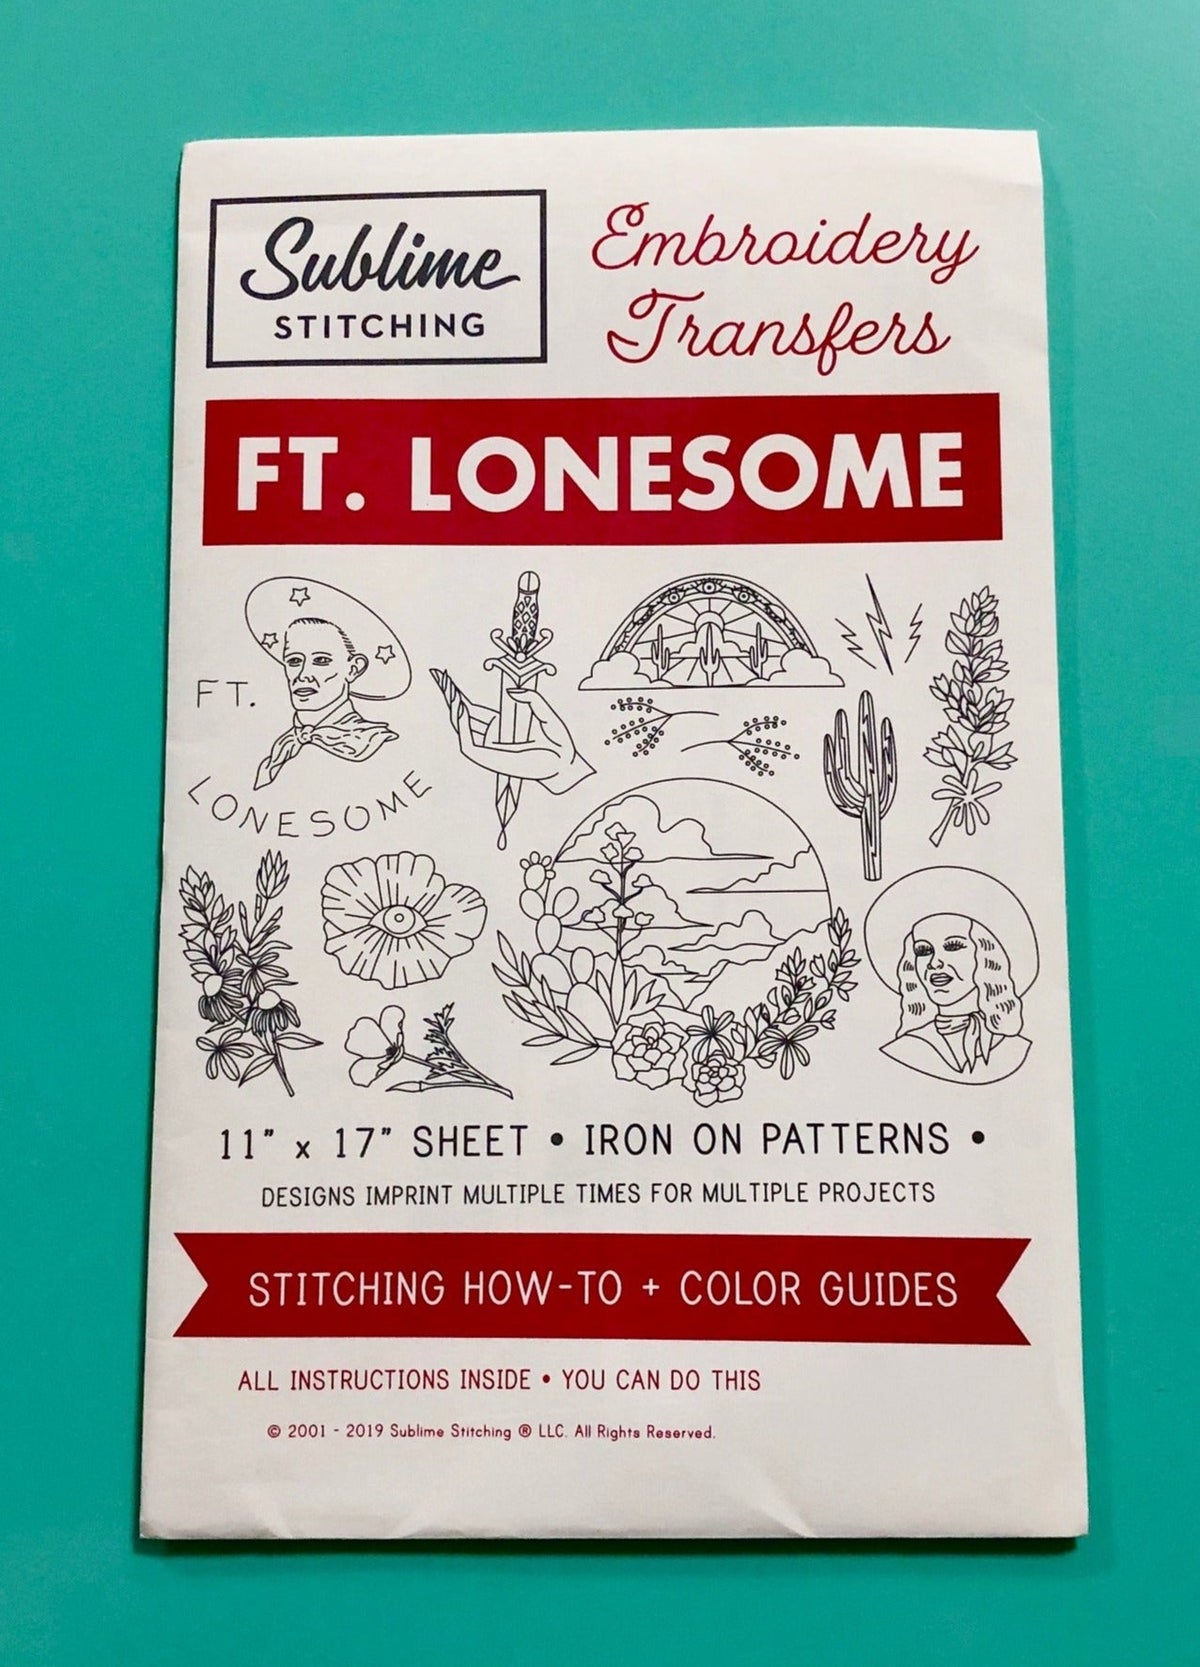 Sublime
STITCHING
Embroidery
Transfers
FT. LONESOME
FT.
LONESOME
11” x 17” SHEET • IRON ON PATTERNS •
DESIGNS IMPRINT MULTIPLE TIMES FOR MULTIPLE PROJECTS
STITCHING HOW-TO + COLOR GUIDES
ALL INSTRUCTIONS INSIDE • YOU CAN DO THIS
© 2001 - 2019 Sublime Stitching ® LLC. All Rights Reserved.